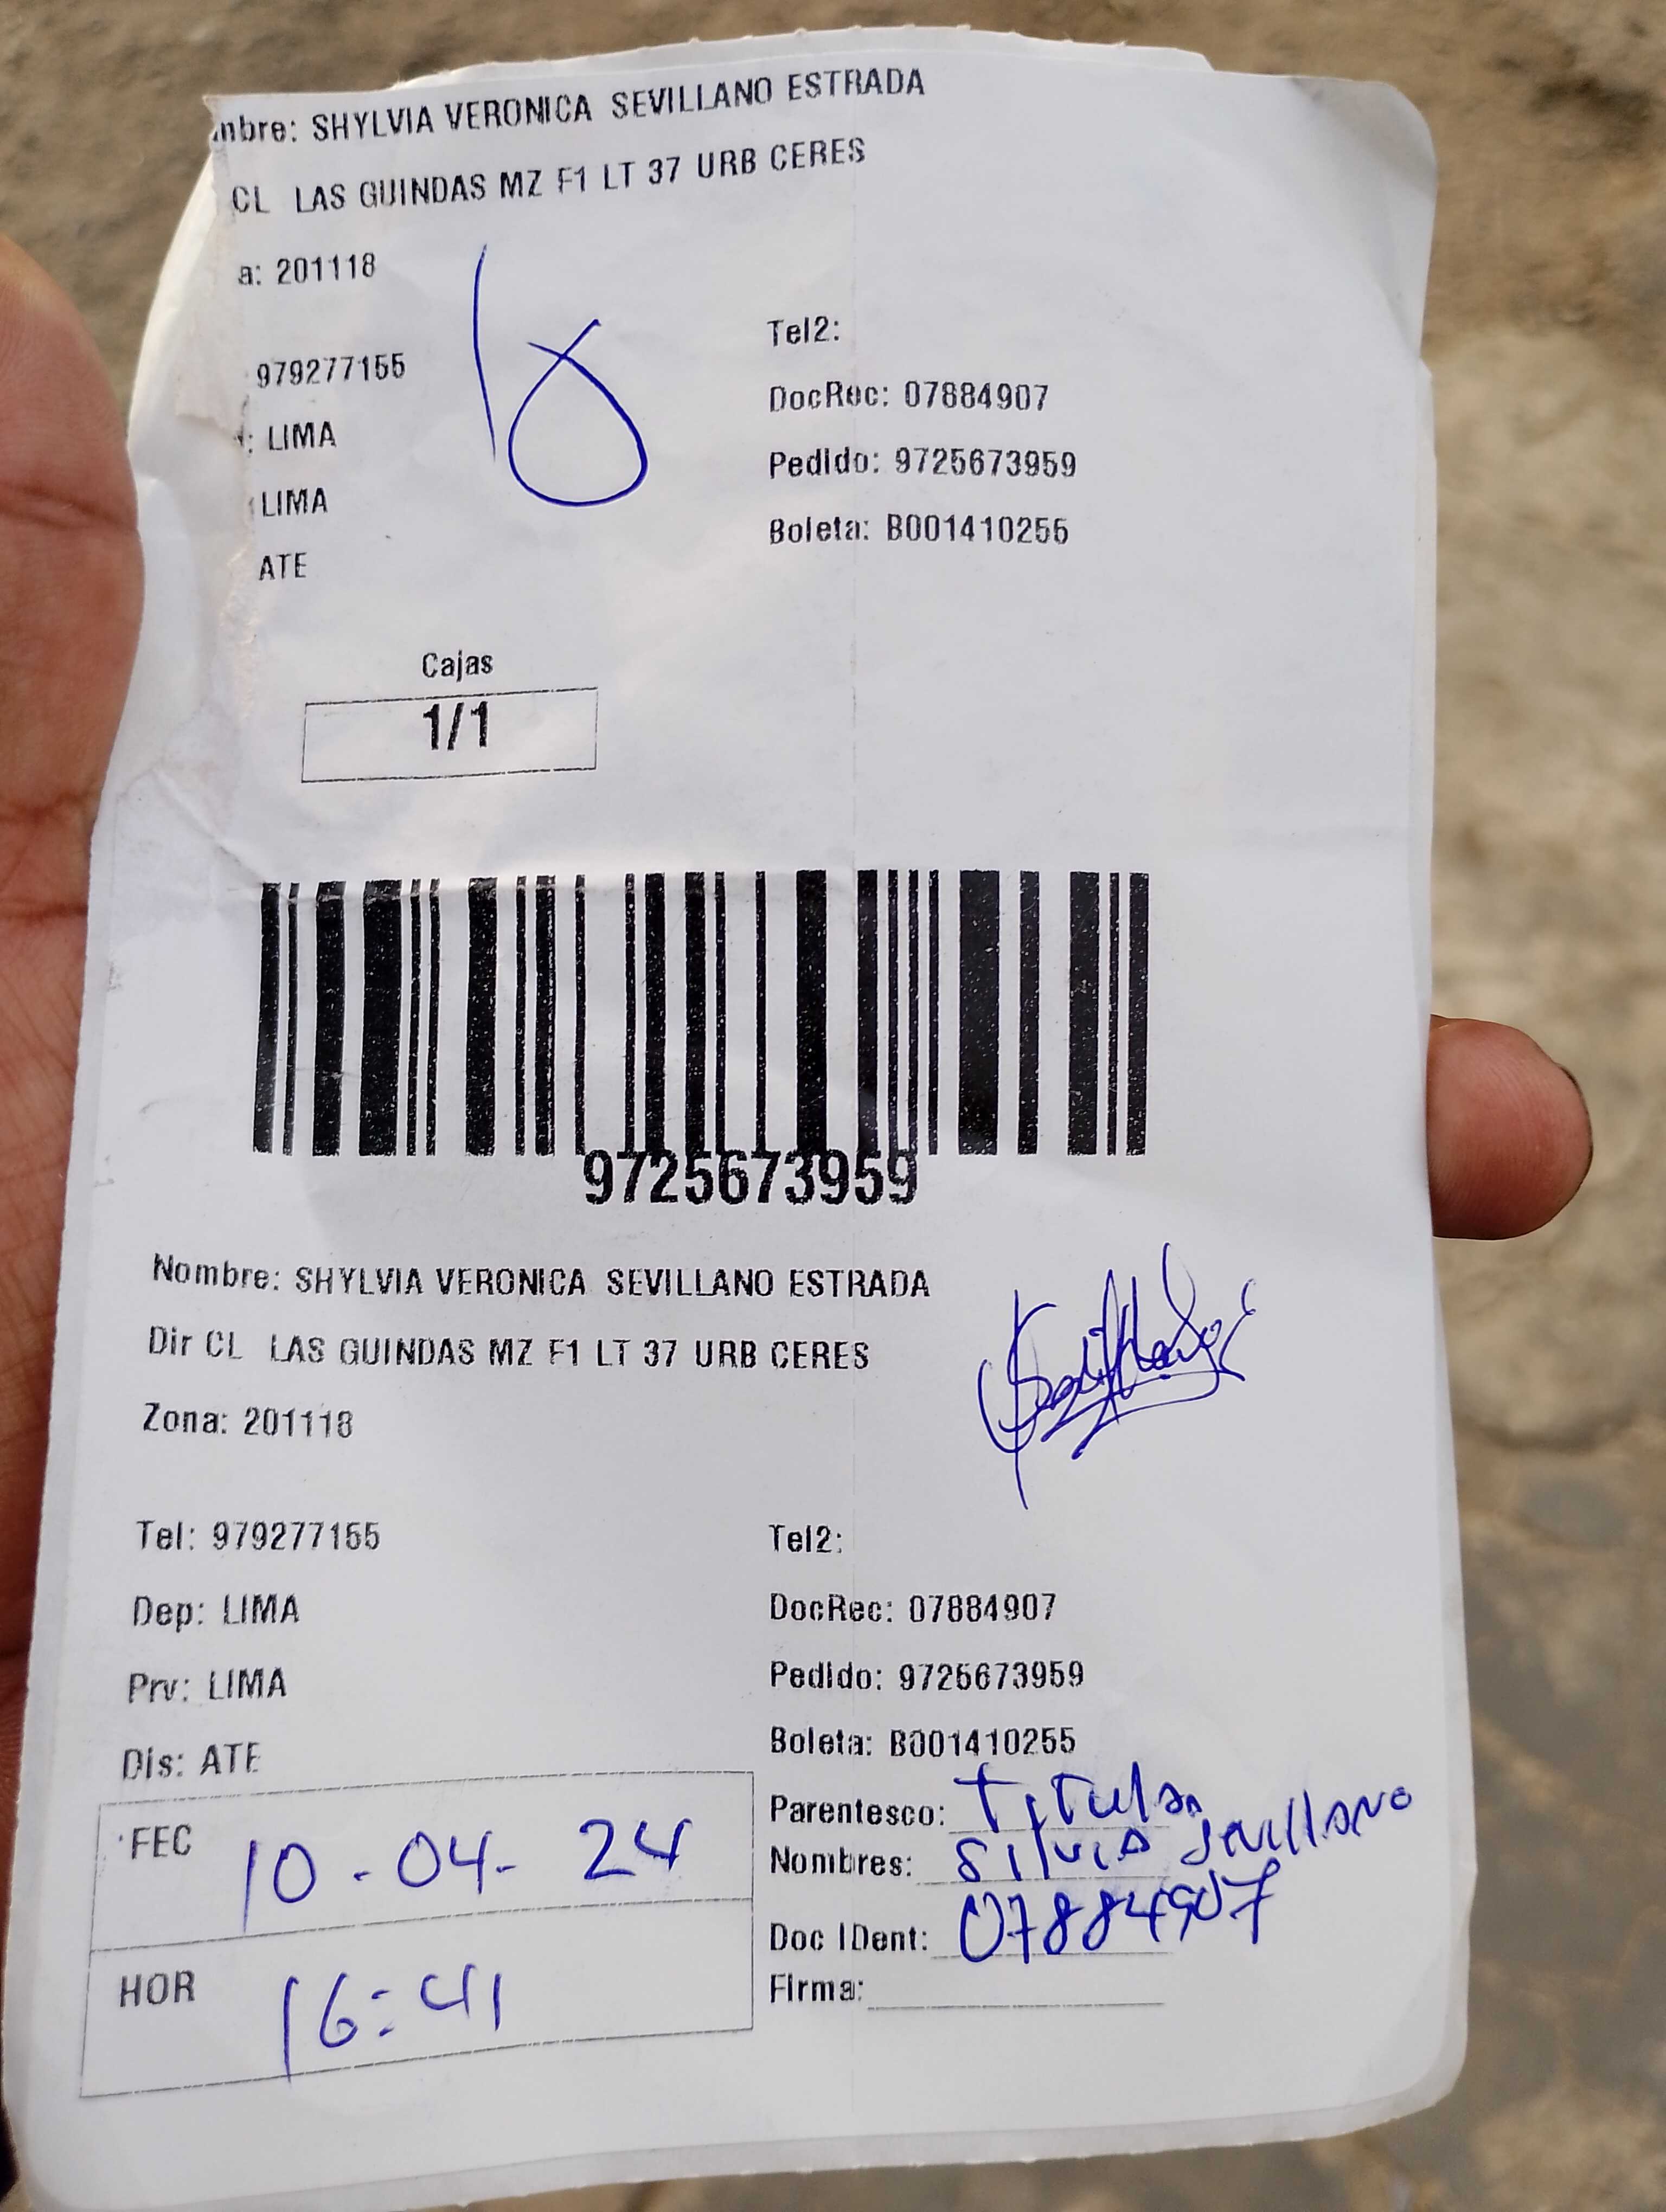 mbre: SHYLVIA VERONICA SEVILLANO ESTRADA
CL LAS GUINDAS MZ F1 LT 37 URB CERES
a: 201118
18
979277155
Tel2:
: LIMA
DocRec: 07884907
LIMA
Pedido: 9725673959
ATE
Boleta: B001410255
Cajas
1/1
9725673959
Nombre: SHYLVIA VERONICA SEVILLANO ESTRADA
Dir CL LAS GUINDAS MZ F1 LT 37 URB CERES
Zona: 201118
Tel: 979277155
Tel2:
Dep: LIMA
DocRec: 07884907
Prv: LIMA
Pedido: 9725673959
Dis: ATE
Boleta: B001410255
Parentesco: Titular
FEC 10-04-24
Nombres: Silvia Sevillano
Doc IDent: 07884907
HOR 16:41
Firma: